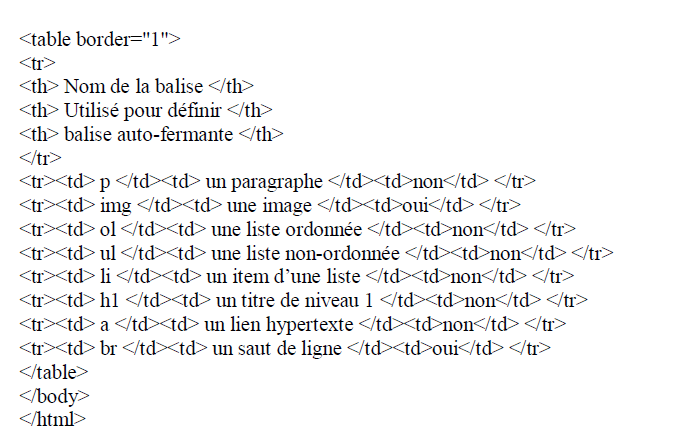 <table border="1">
<tr>
<th> Nom de la balise </th>
<th> Utilisé pour définir </th>
<th> balise auto-fermante </th>
</tr>
<tr><td> p </td><td> un paragraphe </td><td>non</td> </tr>
<tr><td> img </td><td> une image </td><td>oui</td> </tr>
<tr><td> ol </td><td> une liste ordonnée </td><td>non</td> </tr>
<tr><td> ul </td><td> une liste non-ordonnée </td><td>non</td> </tr>
<tr><td> li </td><td> un item d’une liste </td><td>non</td> </tr>
<tr><td> h1 </td><td> un titre de niveau 1 </td><td>non</td> </tr>
<tr><td> a </td><td> un lien hypertexte </td><td>non</td> </tr>
<tr><td> br </td><td> un saut de ligne </td><td>oui</td> </tr>
</table>
</body>
</html>